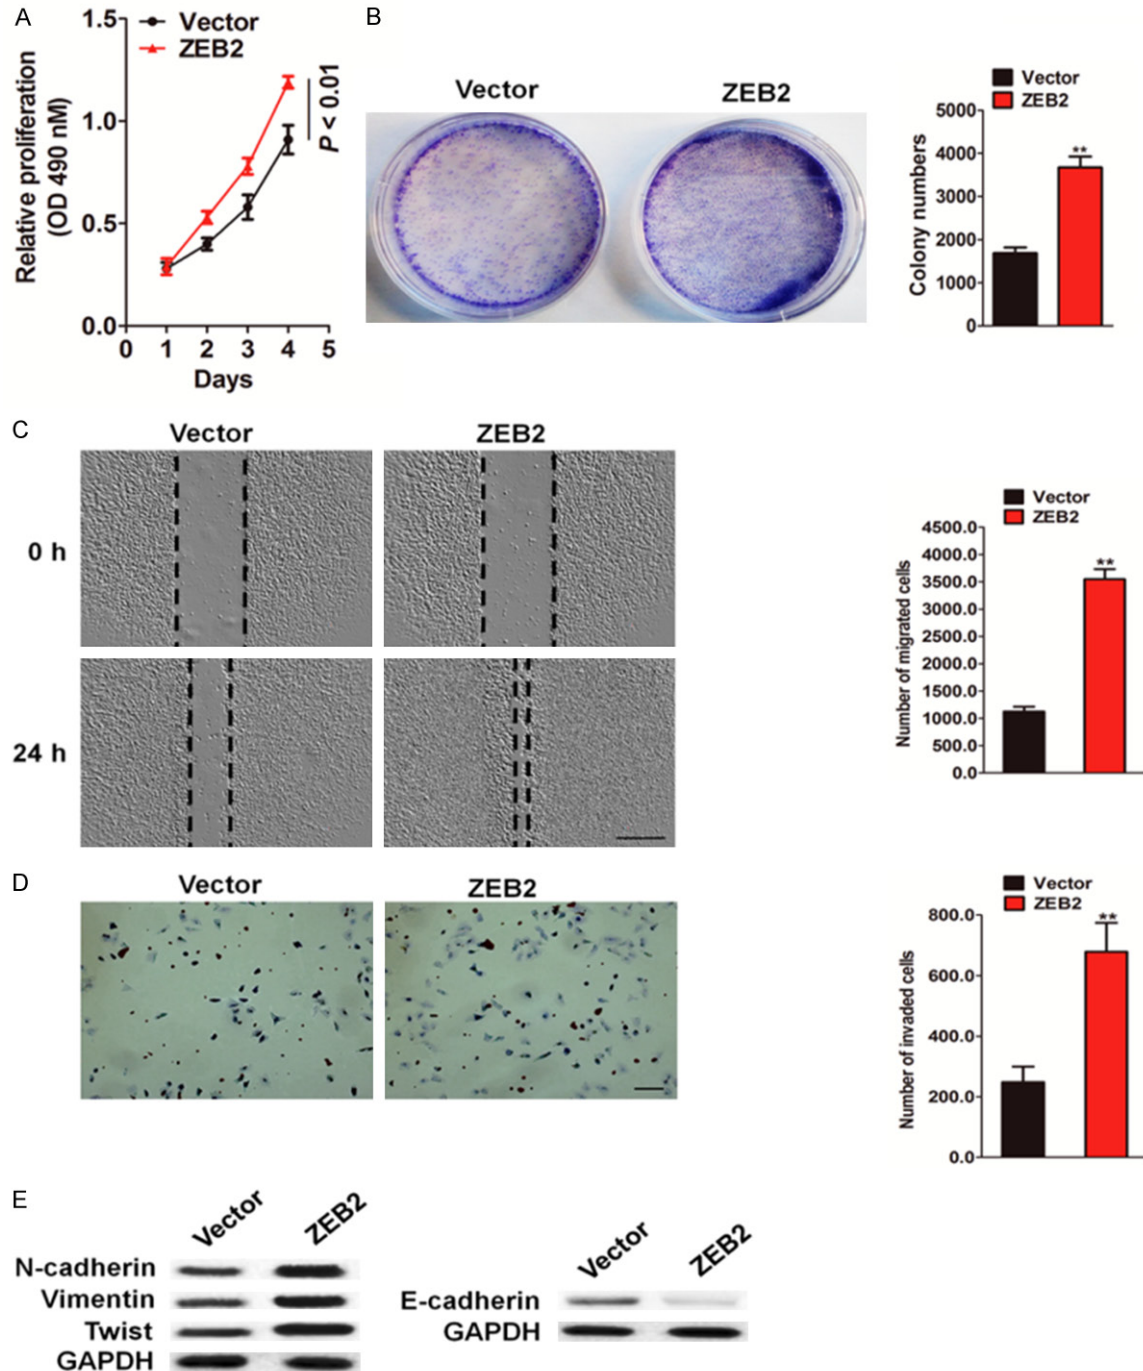 A
Vector
ZEB2
Relative proliferation
(OD 490 nM)
1.5
1.0
0.5
0.0
0 1 2 3 4 5
Days
P < 0.01
B
Vector ZEB2
Vector
ZEB2
Colony numbers
5000
4000
3000
2000
1000
0
**
C
Vector ZEB2
0 h
24 h
Vector
ZEB2
Number of migrated cells
4500.0
4000.0
3500.0
3000.0
2500.0
2000.0
1500.0
1000.0
500.0
0.0
**
D
Vector ZEB2
Vector
ZEB2
Number of invaded cells
800.0
600.0
400.0
200.0
0.0
**
E
Vector ZEB2
N-cadherin
Vimentin
Twist
GAPDH
Vector ZEB2
E-cadherin
GAPDH